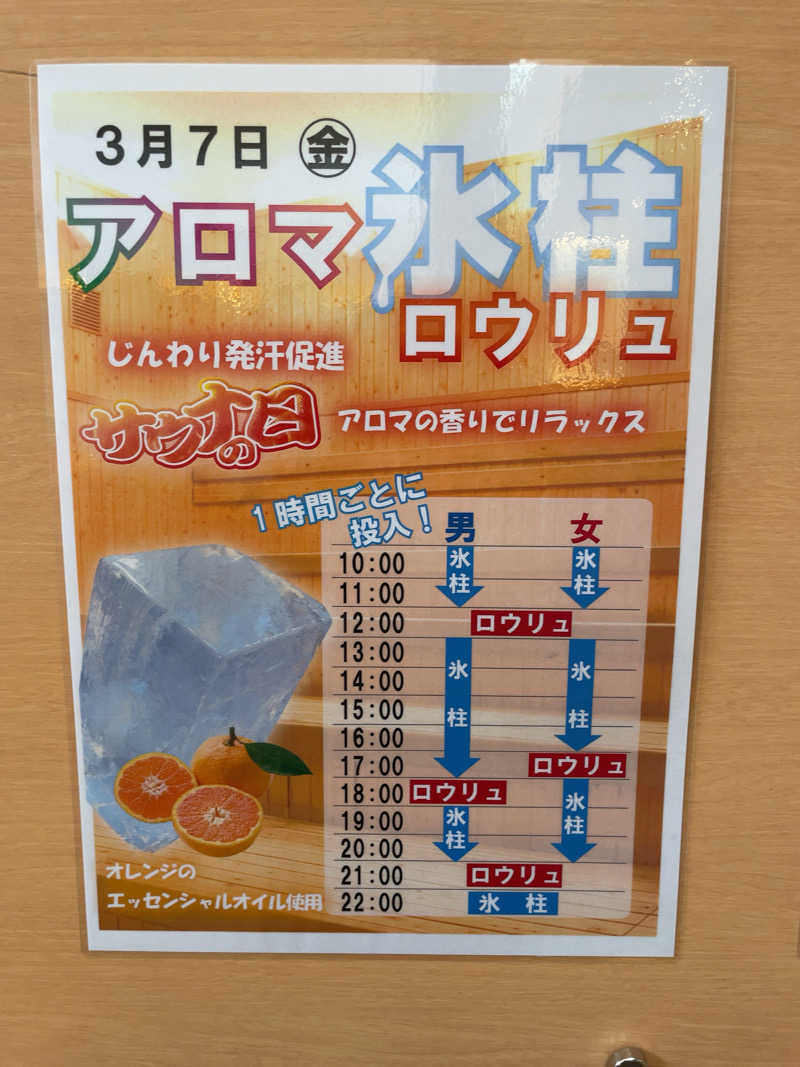 3月7日 ㊎
アロマ氷柱
ロウリュ
じんわり発汗促進
サウナの日
アロマの香りでリラックス
1時間ごとに
投入！
男 女
10:00 氷柱 氷柱
11:00
12:00 ロウリュ
13:00 氷柱 氷柱
14:00
15:00
16:00
17:00 ロウリュ
18:00 ロウリュ 氷柱
19:00 氷柱
20:00
21:00 ロウリュ
22:00 氷柱
オレンジの
エッセンシャルオイル使用